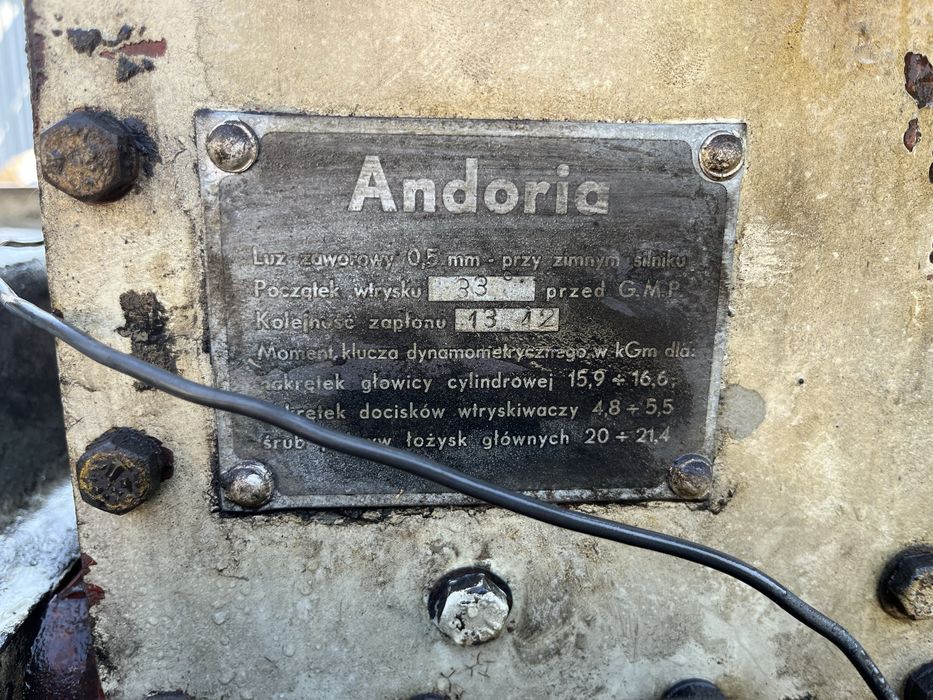 Andoria
Luz zaworowy 0,5 mm - przy zimnym silniku
Początek wtrysku 33° przed G.M.P.
Kolejność zapłonu 13 42
Moment klucza dynamometrycznego w kGm dla:
nakrętek głowicy cylindrowej 15,9 ÷ 16,6,
nakrętek docisków wtryskiwaczy 4,8 ÷ 5,5
śrub łożysk głównych 20 ÷ 21,4